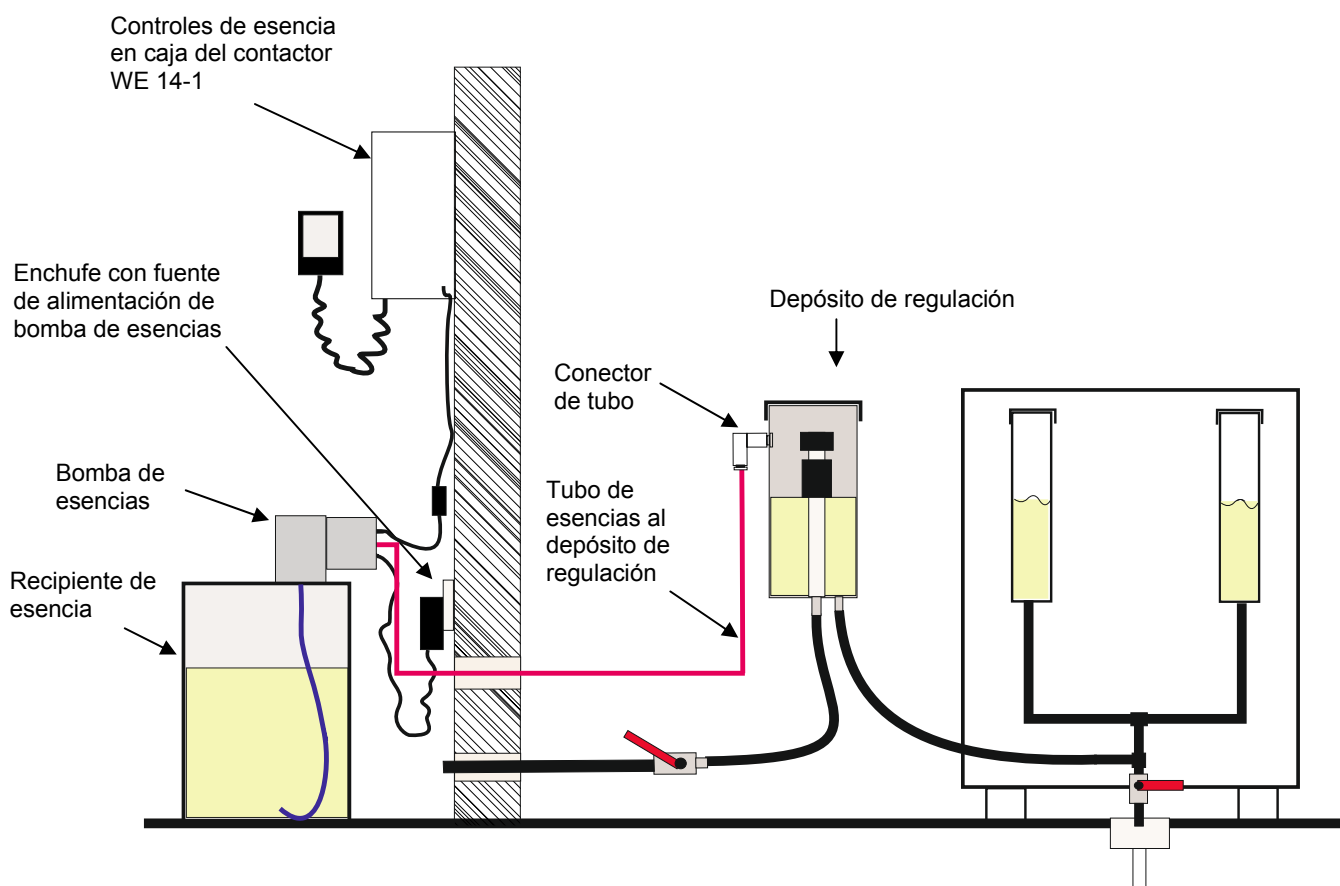 Controles de esencia
en caja del contactor
WE 14-1
Enchufe con fuente
de alimentación de
bomba de esencias
Depósito de regulación
Conector
de tubo
Bomba de
esencias
Tubo de
esencias al
depósito de
regulación
Recipiente de
esencia